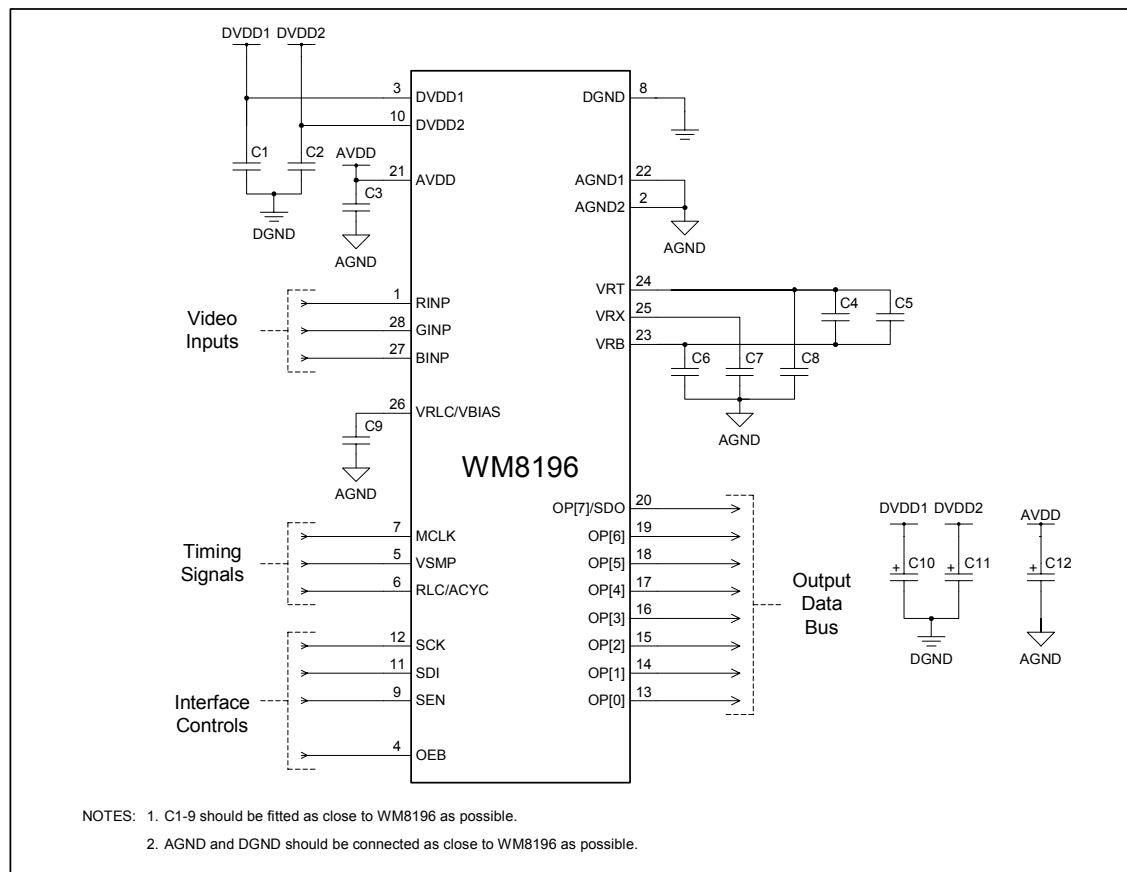 DVDD1 DVDD2
3 DVDD1
10 DVDD2
C1 C2
DGND
AVDD
21 AVDD
C3
AGND
DGND 8
AGND1 22
AGND2 2
AGND
Video
Inputs
1 RINP
28 GINP
27 BINP
VRT 24
VRX 25
VRB 23
C4 C5
C6 C7 C8
AGND
26 VRLC/VBIAS
C9
AGND
WM8196
Timing
Signals
7 MCLK
5 VSMP
6 RLC/ACYC
Interface
Controls
12 SCK
11 SDI
9 SEN
4 OEB
OP[7]/SDO 20
OP[6] 19
OP[5] 18
OP[4] 17
OP[3] 16
OP[2] 15
OP[1] 14
OP[0] 13
Output
Data
Bus
DVDD1 DVDD2
+ C10 + C11
DGND
AVDD
+ C12
AGND
NOTES: 1. C1-9 should be fitted as close to WM8196 as possible.
2. AGND and DGND should be connected as close to WM8196 as possible.